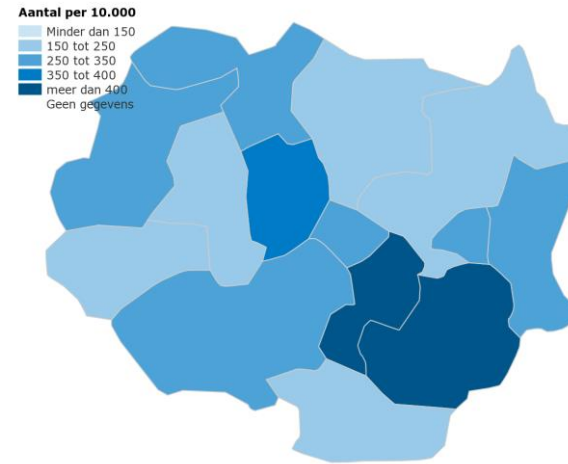 Aantal per 10.000
Minder dan 150
150 tot 250
250 tot 350
350 tot 400
meer dan 400
Geen gegevens